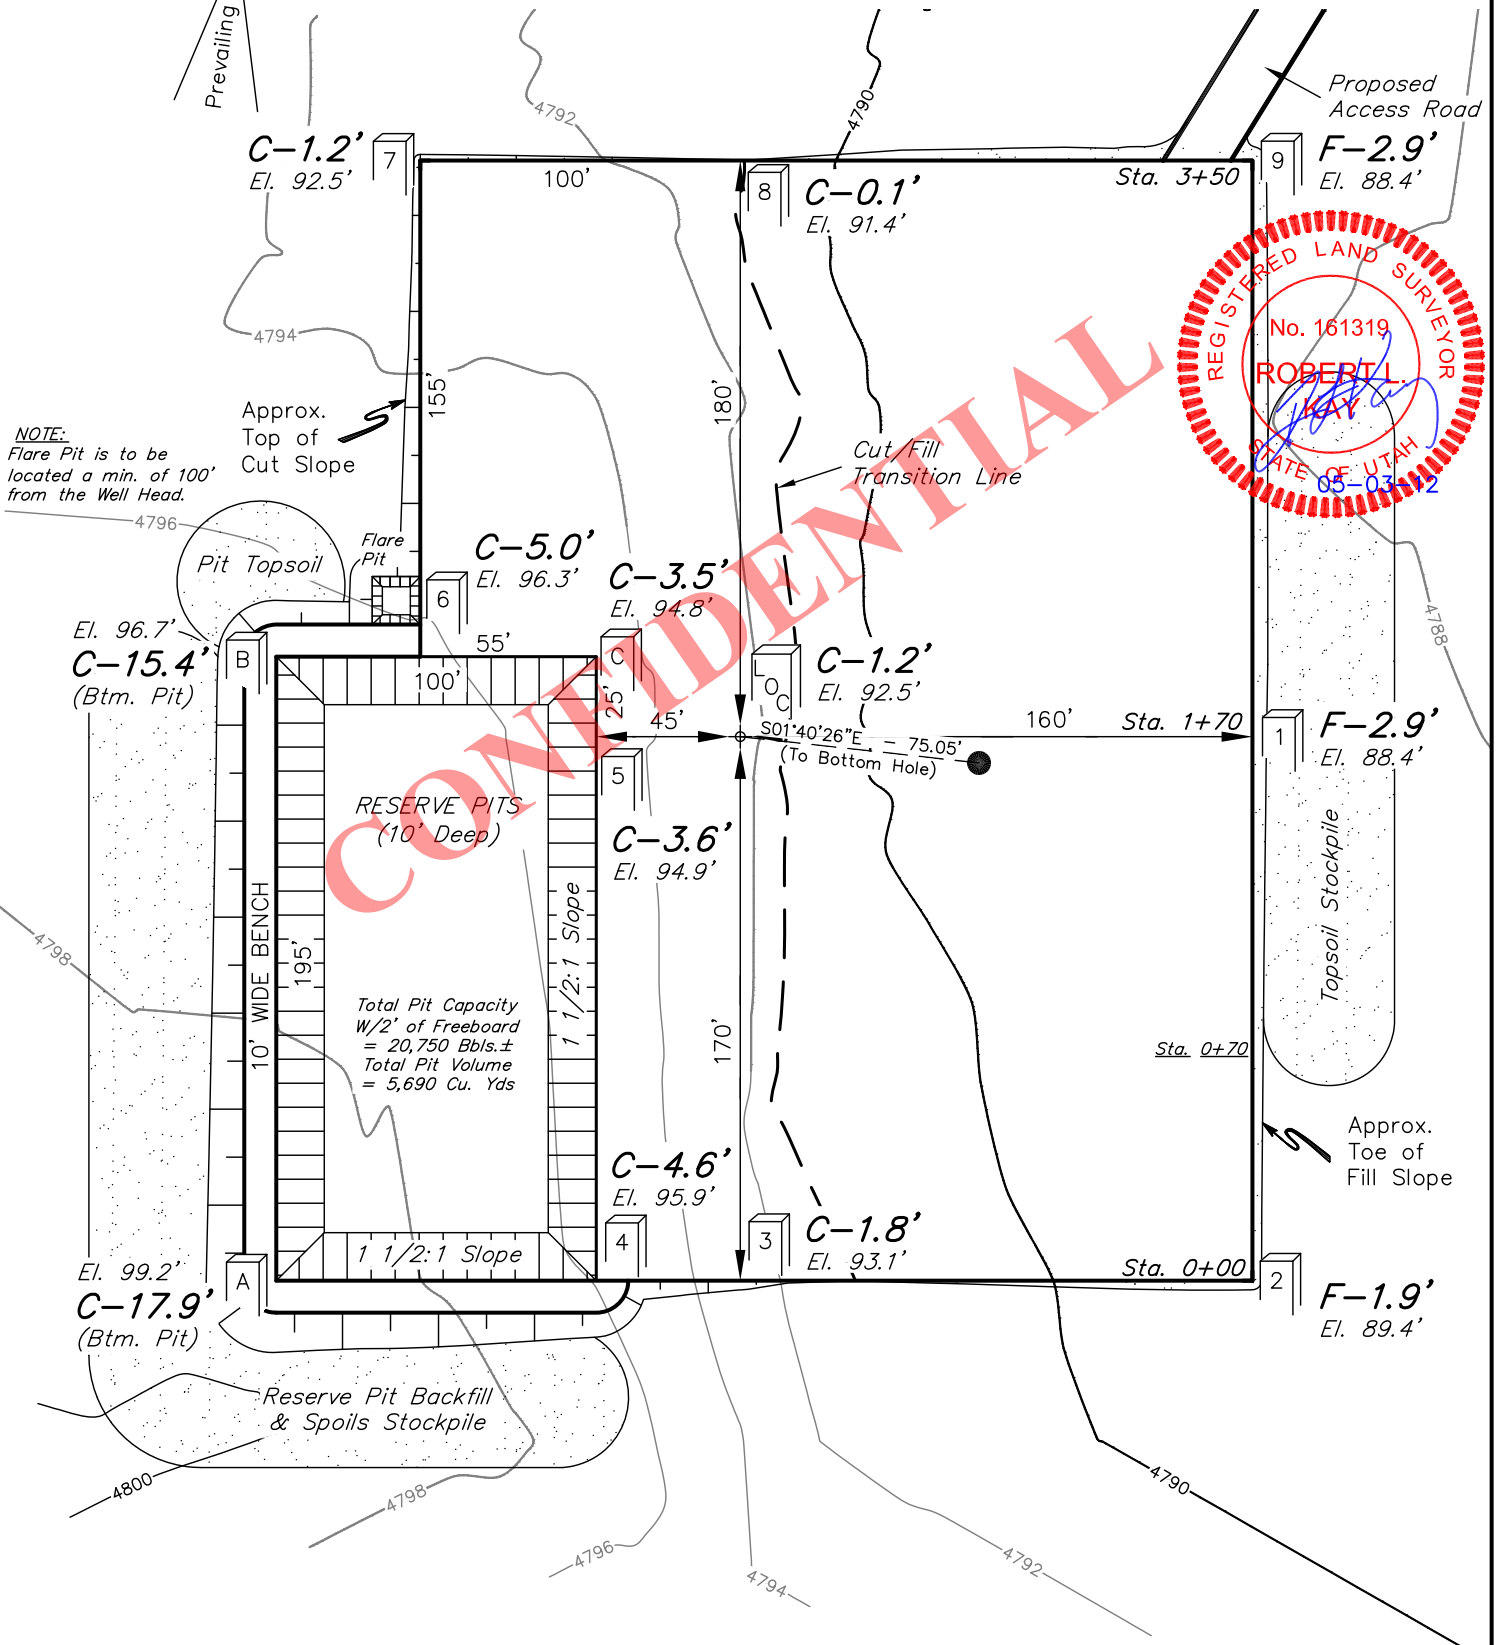 Prevailing
4792
4790
Proposed
Access Road
C-1.2'
El. 92.5'
7
100'
8
C-0.1'
El. 91.4'
Sta. 3+50
9
F-2.9'
El. 88.4'
REGISTERED LAND SURVEYOR
No. 161319
ROBERT L.
KAY
STATE OF UTAH
05-03-12
4794
155'
180'
Approx.
Top of
Cut Slope
NOTE:
Flare Pit is to be
located a min. of 100'
from the Well Head.
4796
Cut/Fill
Transition Line
CONFIDENTIAL
Pit Topsoil
Flare
Pit
C-5.0'
El. 96.3'
6
C-3.5'
El. 94.8'
4788
El. 96.7'
C-15.4'
(Btm. Pit)
B
55'
C
100'
25'
LOC
C-1.2'
El. 92.5'
45'
160'
Sta. 1+70
1
F-2.9'
El. 88.4'
S01°40'26"E - 75.05'
(To Bottom Hole)
5
RESERVE PITS
(10' Deep)
C-3.6'
El. 94.9'
Topsoil Stockpile
10' WIDE BENCH
195'
1 1/2:1 Slope
4798
Total Pit Capacity
W/2' of Freeboard
= 20,750 Bbls.±
Total Pit Volume
= 5,690 Cu. Yds
170'
Sta. 0+70
Approx.
Toe of
Fill Slope
C-4.6'
El. 95.9'
4
3
C-1.8'
El. 93.1'
1 1/2:1 Slope
El. 99.2'
C-17.9'
(Btm. Pit)
A
Sta. 0+00
2
F-1.9'
El. 89.4'
Reserve Pit Backfill
& Spoils Stockpile
4800
4798
4796
4794
4792
4790